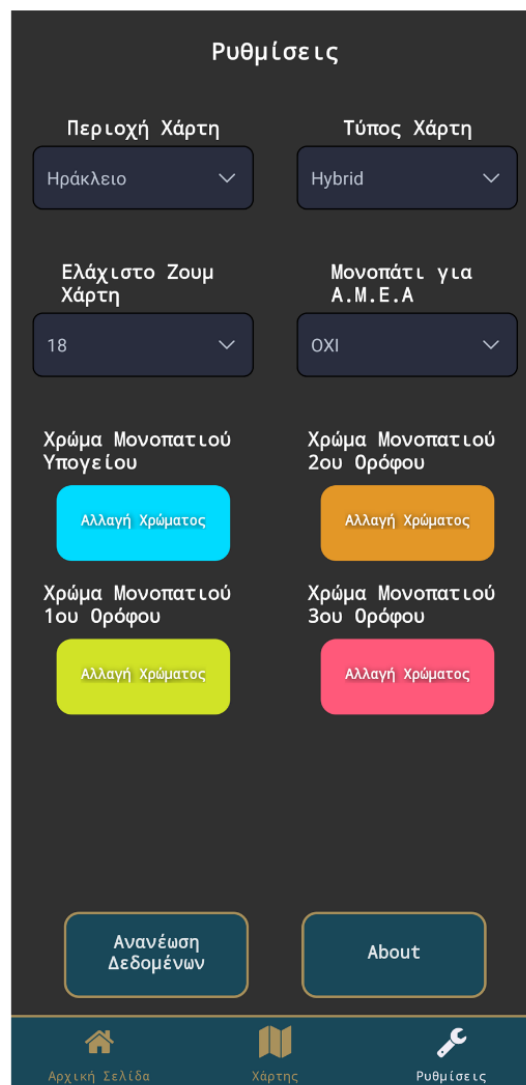 Ρυθμίσεις
Περιοχή Χάρτη
Τύπος Χάρτη
Ηράκλειο
Hybrid
Ελάχιστο Ζουμ
Χάρτη
Μονοπάτι για
Α.Μ.Ε.Α
18
ΟΧΙ
Χρώμα Μονοπατιού
Υπογείου
Χρώμα Μονοπατιού
2ου Ορόφου
Αλλαγή Χρώματος
Αλλαγή Χρώματος
Χρώμα Μονοπατιού
1ου Ορόφου
Χρώμα Μονοπατιού
3ου Ορόφου
Αλλαγή Χρώματος
Αλλαγή Χρώματος
Ανανέωση
Δεδομένων
About
Αρχική Σελίδα
Χάρτης
Ρυθμίσεις